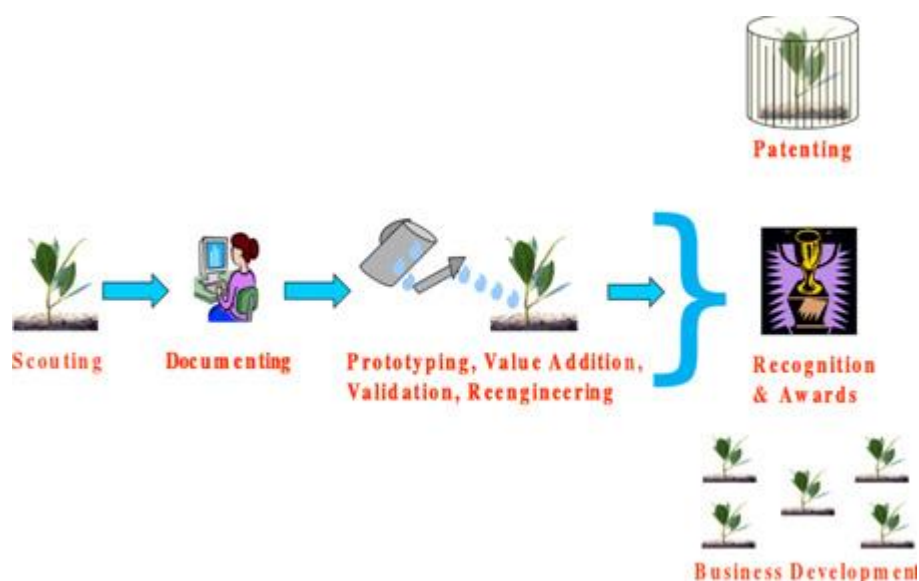 Patenting
Scouting
Documenting
Prototyping, Value Addition,
Validation, Reengineering
Recognition
& Awards
Business Development